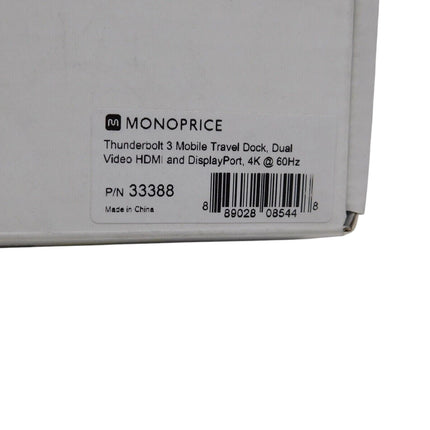 m MONOPRICE
Thunderbolt 3 Mobile Travel Dock, Dual
Video HDMI and DisplayPort, 4K @ 60Hz
P/N 33388
Made in China
8 89028 08544 8